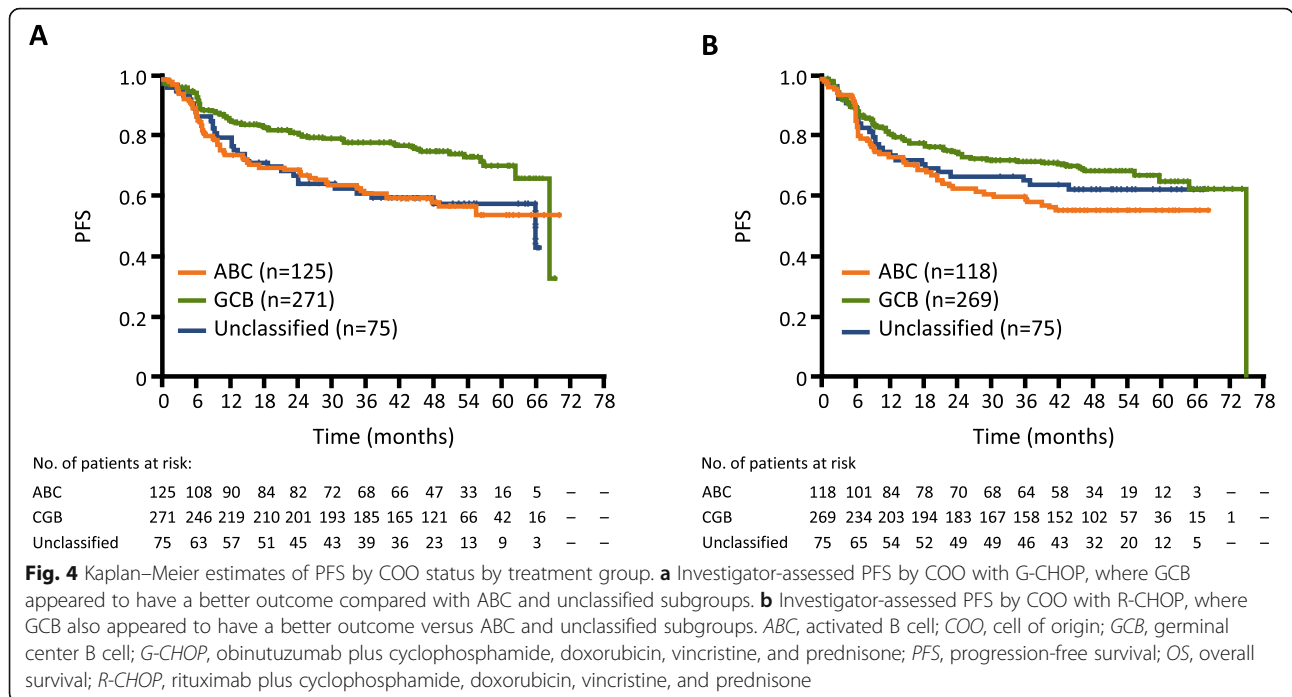 A
1.0
0.8
0.6
0.4
0.2
0
PFS
ABC (n=125)
GCB (n=271)
Unclassified (n=75)
0 6 12 18 24 30 36 42 48 54 60 66 72 78
Time (months)
No. of patients at risk:
ABC 125 108 90 84 82 72 68 66 47 33 16 5 – –
CGB 271 246 219 210 201 193 185 165 121 66 42 16 – –
Unclassified 75 63 57 51 45 43 39 36 23 13 9 3 – –
B
1.0
0.8
0.6
0.4
0.2
0
PFS
ABC (n=118)
GCB (n=269)
Unclassified (n=75)
0 6 12 18 24 30 36 42 48 54 60 66 72 78
Time (months)
No. of patients at risk
ABC 118 101 84 78 70 68 64 58 34 19 12 3 – –
CGB 269 234 203 194 183 167 158 152 102 57 36 15 1 –
Unclassified 75 65 54 52 49 49 46 43 32 20 12 5 – –
Fig. 4 Kaplan–Meier estimates of PFS by COO status by treatment group. a Investigator-assessed PFS by COO with G-CHOP, where GCB
appeared to have a better outcome compared with ABC and unclassified subgroups. b Investigator-assessed PFS by COO with R-CHOP, where
GCB also appeared to have a better outcome versus ABC and unclassified subgroups. ABC, activated B cell; COO, cell of origin; GCB, germinal
center B cell; G-CHOP, obinutuzumab plus cyclophosphamide, doxorubicin, vincristine, and prednisone; PFS, progression-free survival; OS, overall
survival; R-CHOP, rituximab plus cyclophosphamide, doxorubicin, vincristine, and prednisone